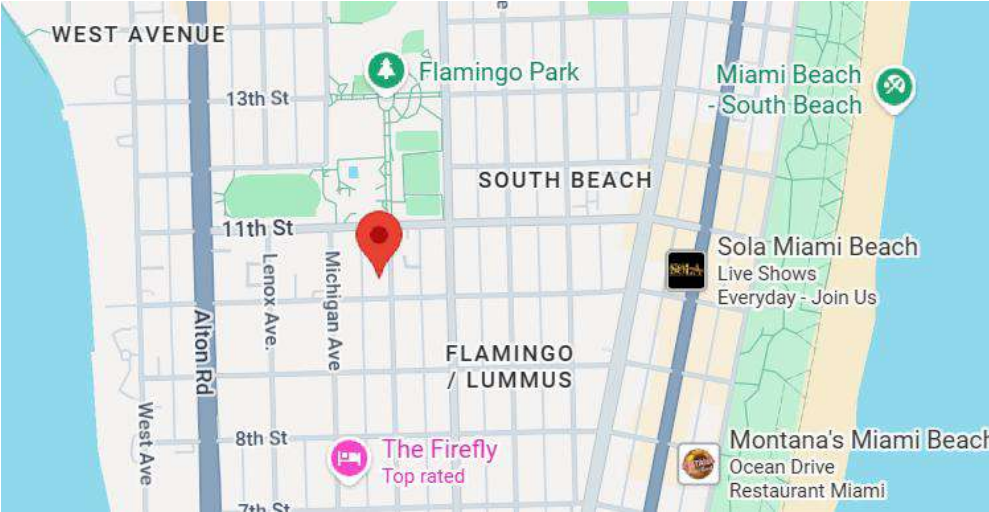 WEST AVENUE
Flamingo Park
Miami Beach
- South Beach
13th St
SOUTH BEACH
11th St
Sola Miami Beach
Live Shows
Everyday - Join Us
Lenox Ave.
Michigan Ave
Alton Rd
FLAMINGO
/ LUMMUS
West Ave
8th St
The Firefly
Top rated
Montana's Miami Beach
Ocean Drive
Restaurant Miami
7th St